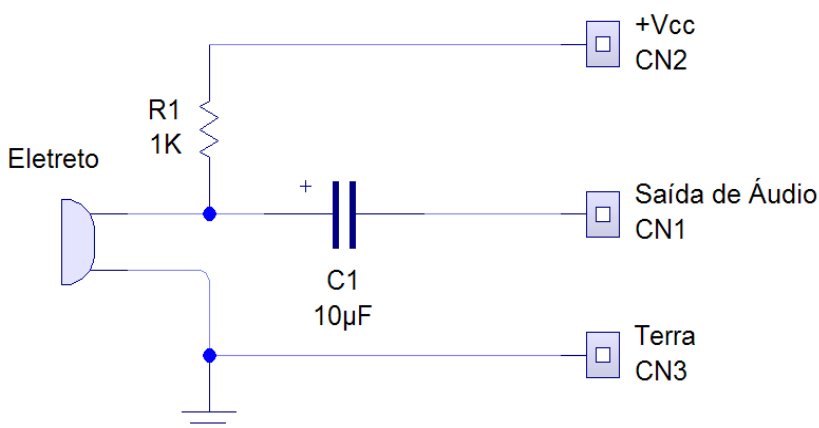 +Vcc
CN2
R1
1K
Eletreto
+
Saída de Áudio
CN1
C1
10µF
Terra
CN3